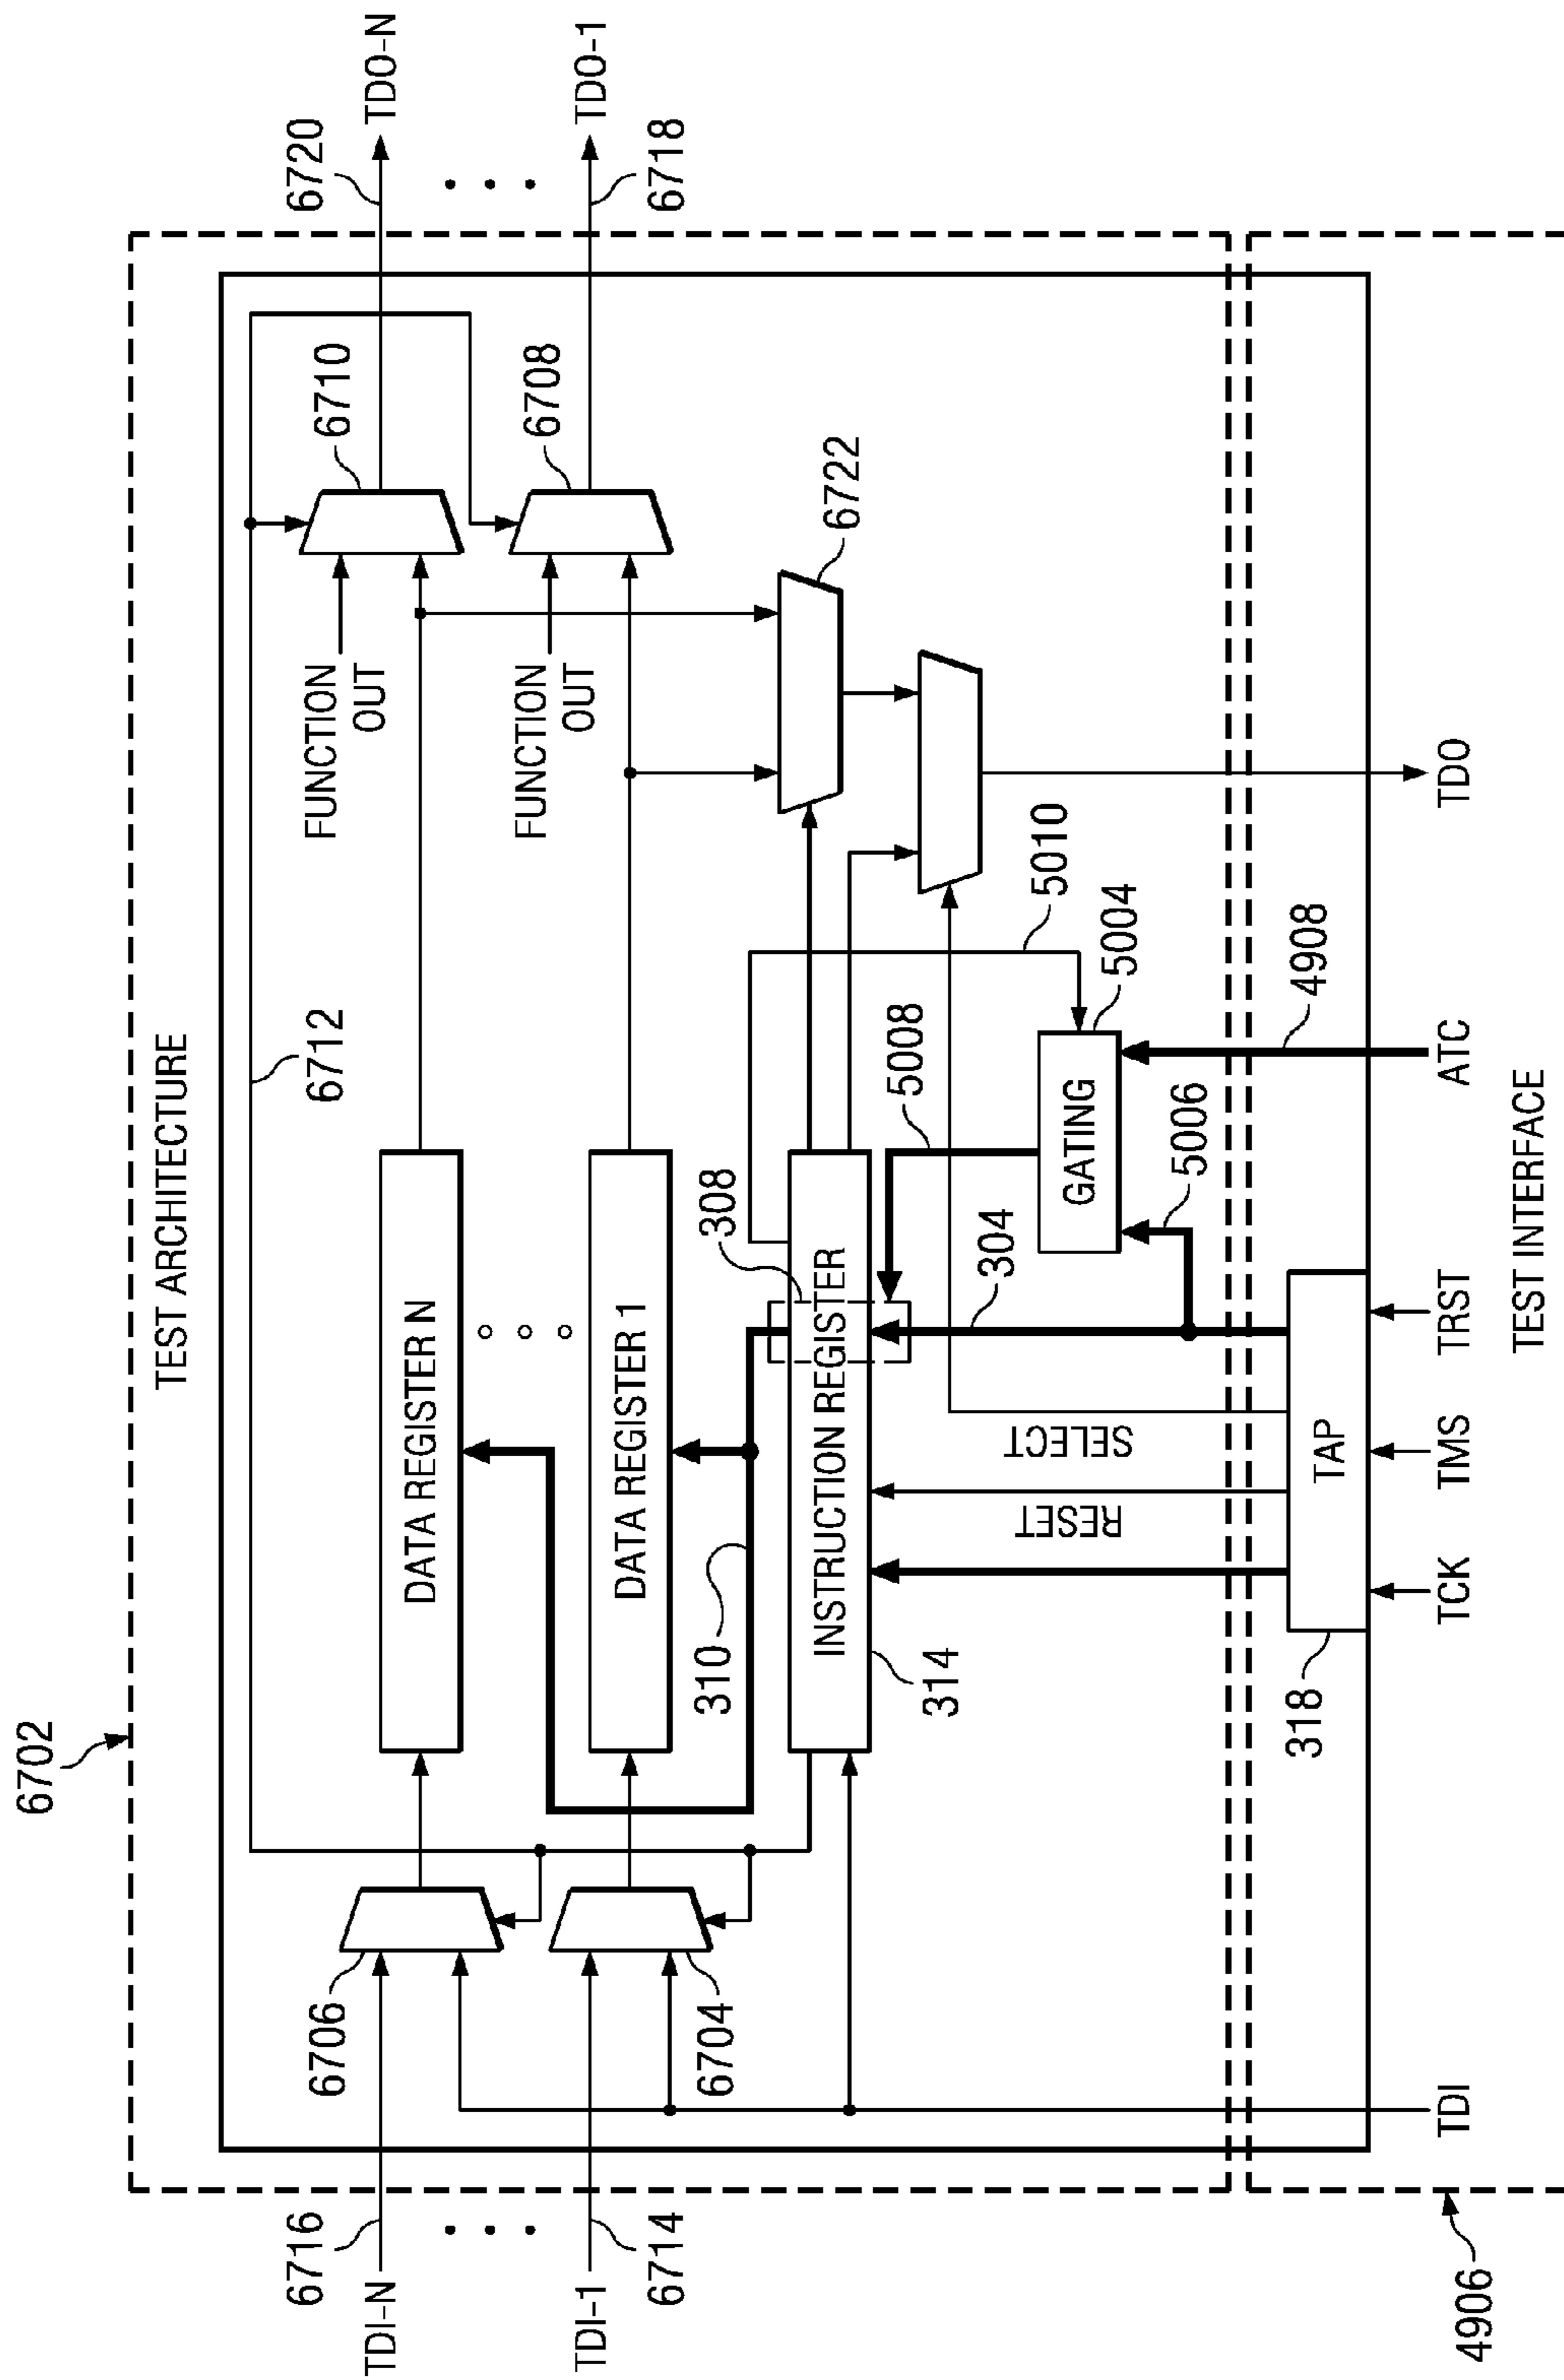 6702
TEST ARCHITECTURE
6712
6716
TDI-N
6706
DATA REGISTER N
FUNCTION
OUT
6710
6720
TDO-N
TDI-1
6714
6704
310
DATA REGISTER 1
FUNCTION
OUT
6708
6718
TDO-1
308
INSTRUCTION REGISTER
314
6722
5008
5010
304
RESET
SELECT
GATING
5004
5006
4908
318
TAP
TDI
TCK
TMS
TRST
ATC
TDO
4906
TEST INTERFACE